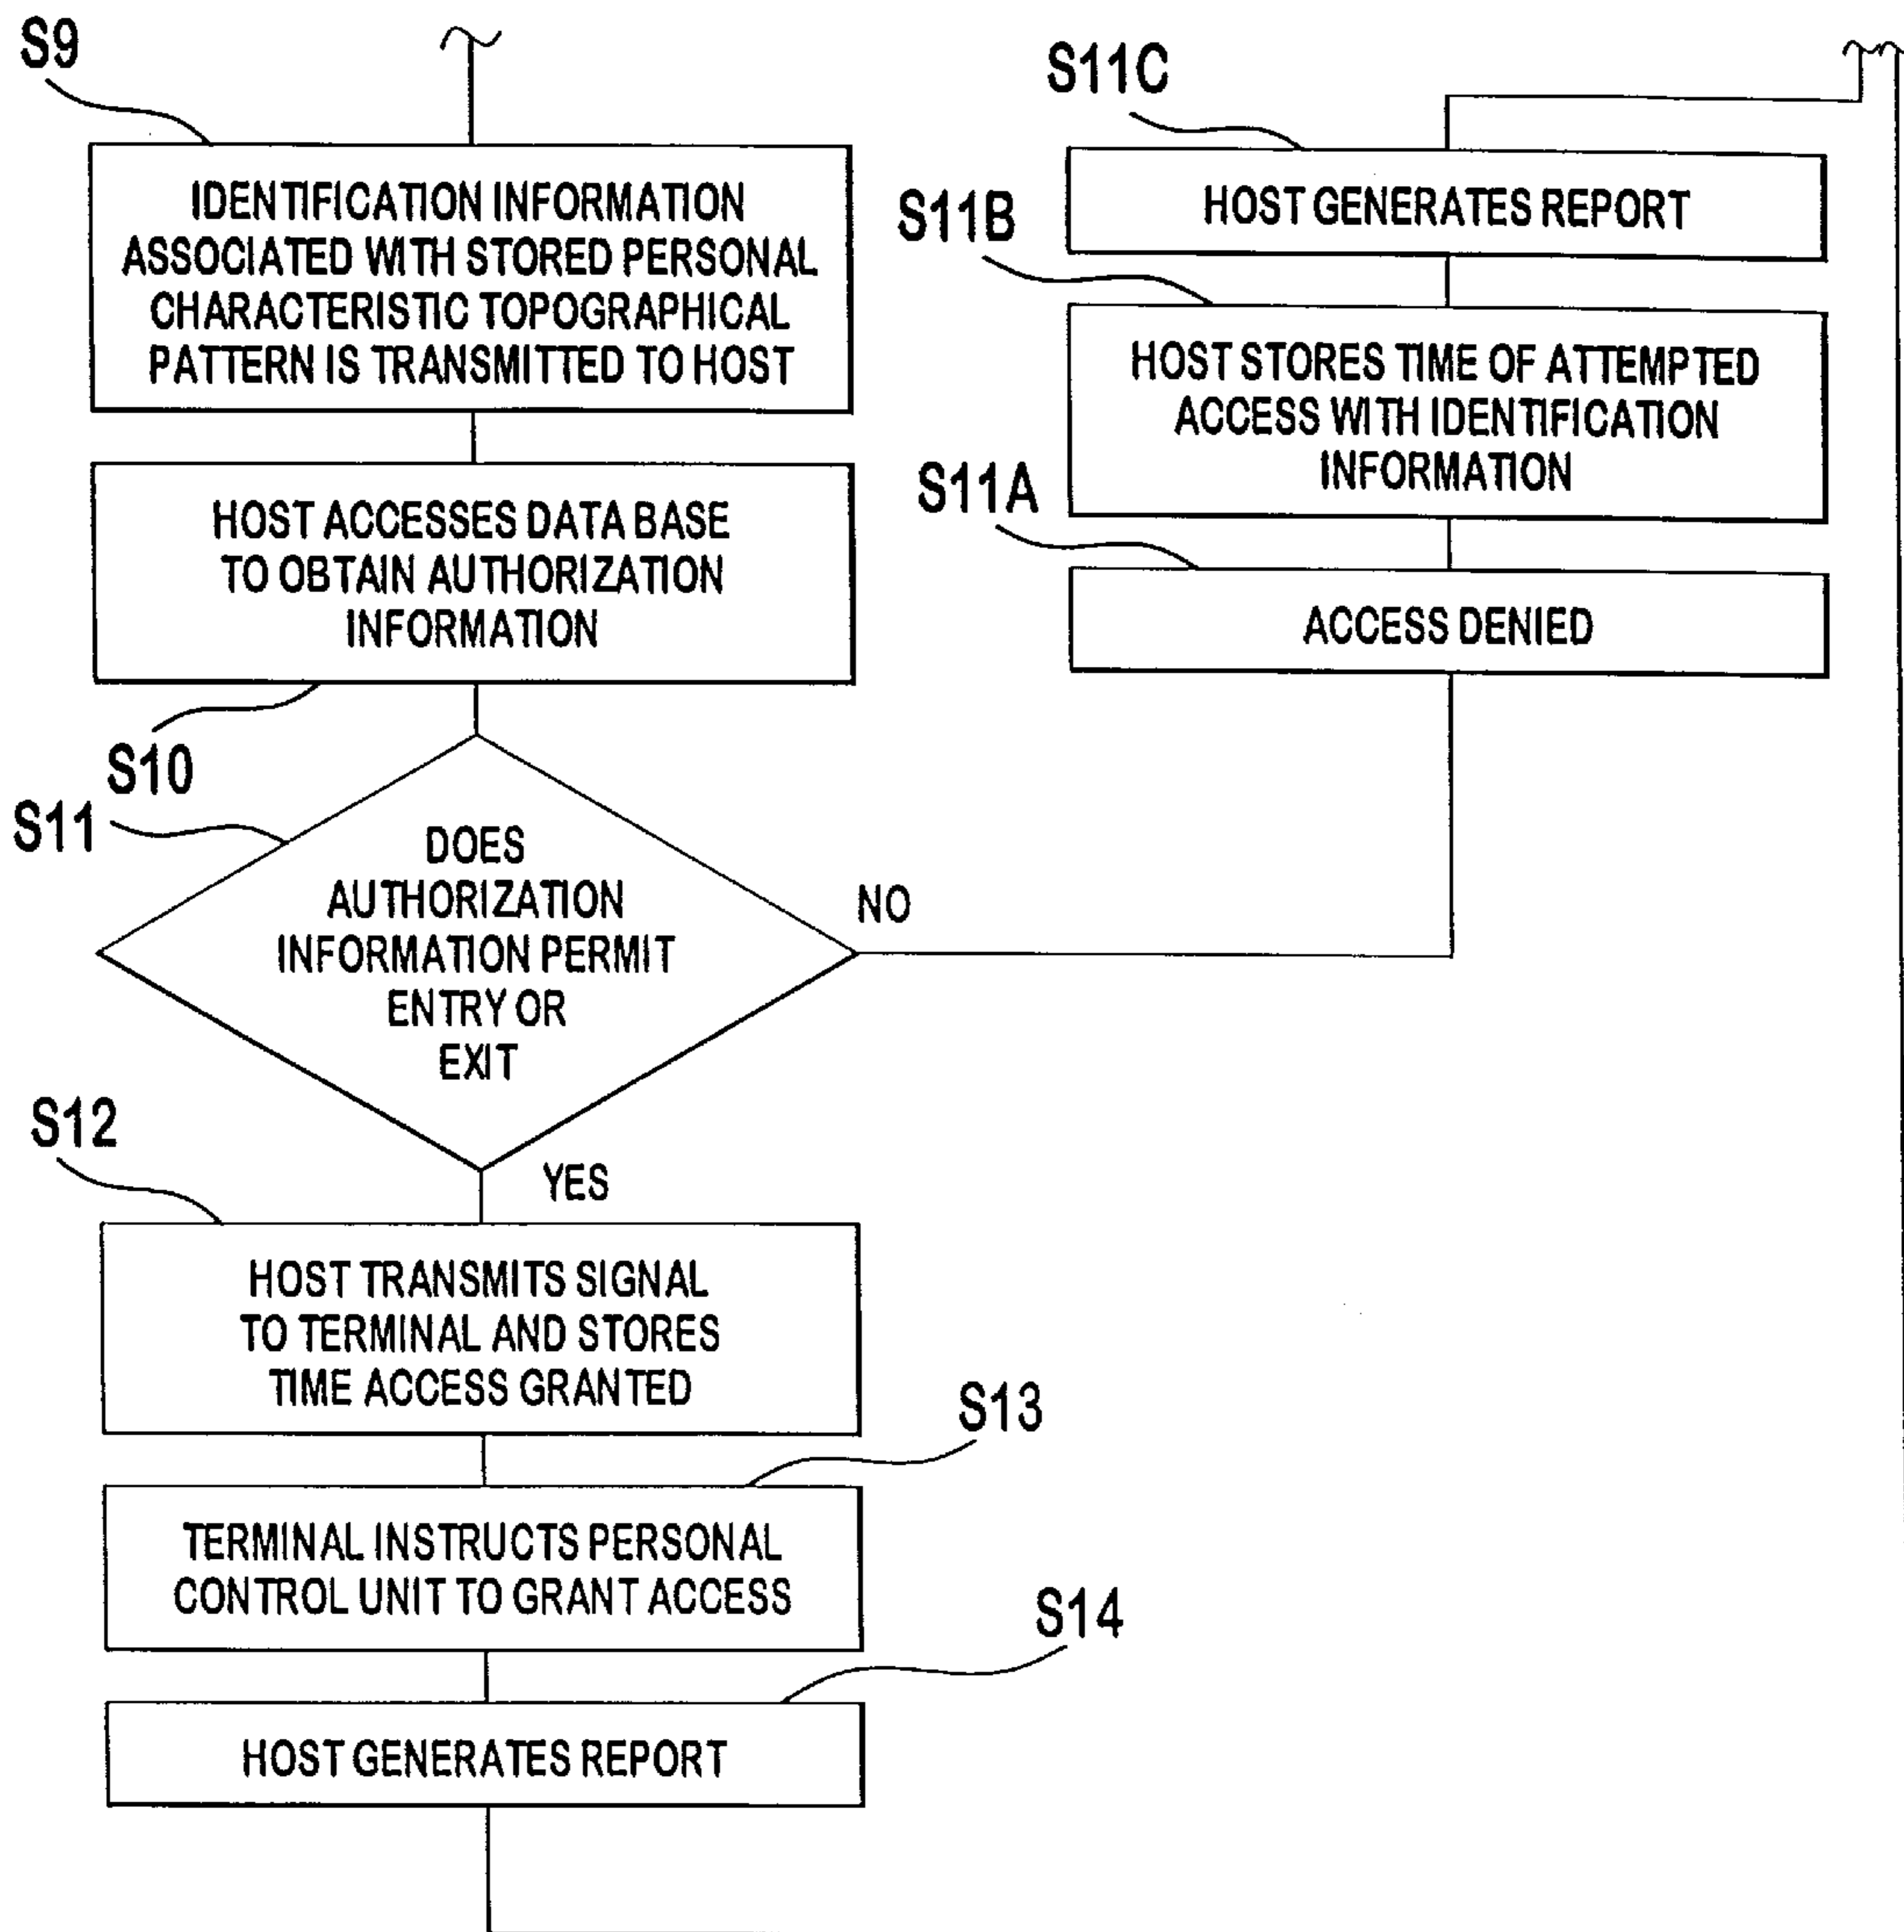 S9
IDENTIFICATION INFORMATION
ASSOCIATED WITH STORED PERSONAL
CHARACTERISTIC TOPOGRAPHICAL
PATTERN IS TRANSMITTED TO HOST
HOST ACCESSES DATA BASE
TO OBTAIN AUTHORIZATION
INFORMATION
S10
S11
DOES
AUTHORIZATION
INFORMATION PERMIT
ENTRY OR
EXIT
NO
YES
S11C
HOST GENERATES REPORT
S11B
HOST STORES TIME OF ATTEMPTED
ACCESS WITH IDENTIFICATION
INFORMATION
S11A
ACCESS DENIED
S12
HOST TRANSMITS SIGNAL
TO TERMINAL AND STORES
TIME ACCESS GRANTED
S13
TERMINAL INSTRUCTS PERSONAL
CONTROL UNIT TO GRANT ACCESS
S14
HOST GENERATES REPORT